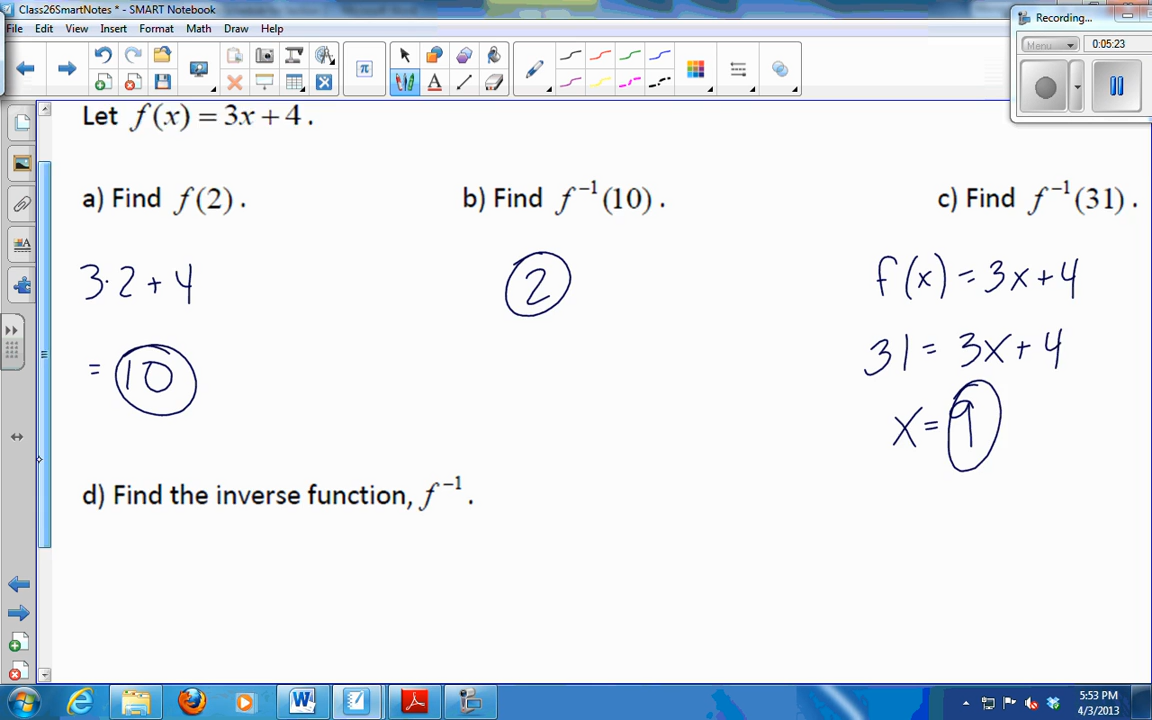 Class26SmartNotes * - SMART Notebook
File Edit View Insert Format Math Draw Help
Recording...
Menu
00:05:23
Let f(x) = 3x + 4 .
a) Find f(2) .
b) Find f⁻¹(10) .
c) Find f⁻¹(31) .
3·2 + 4
= 10
2
f(x) = 3x + 4
31 = 3x + 4
x = 9
d) Find the inverse function, f⁻¹ .
5:53 PM
4/3/2013